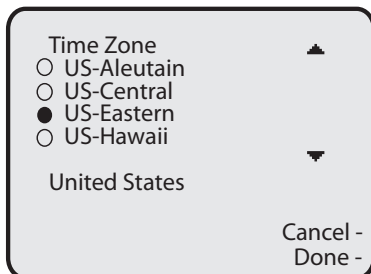 Time Zone
US-Aleutain
US-Central
US-Eastern
US-Hawaii
United States
Cancel -
Done -